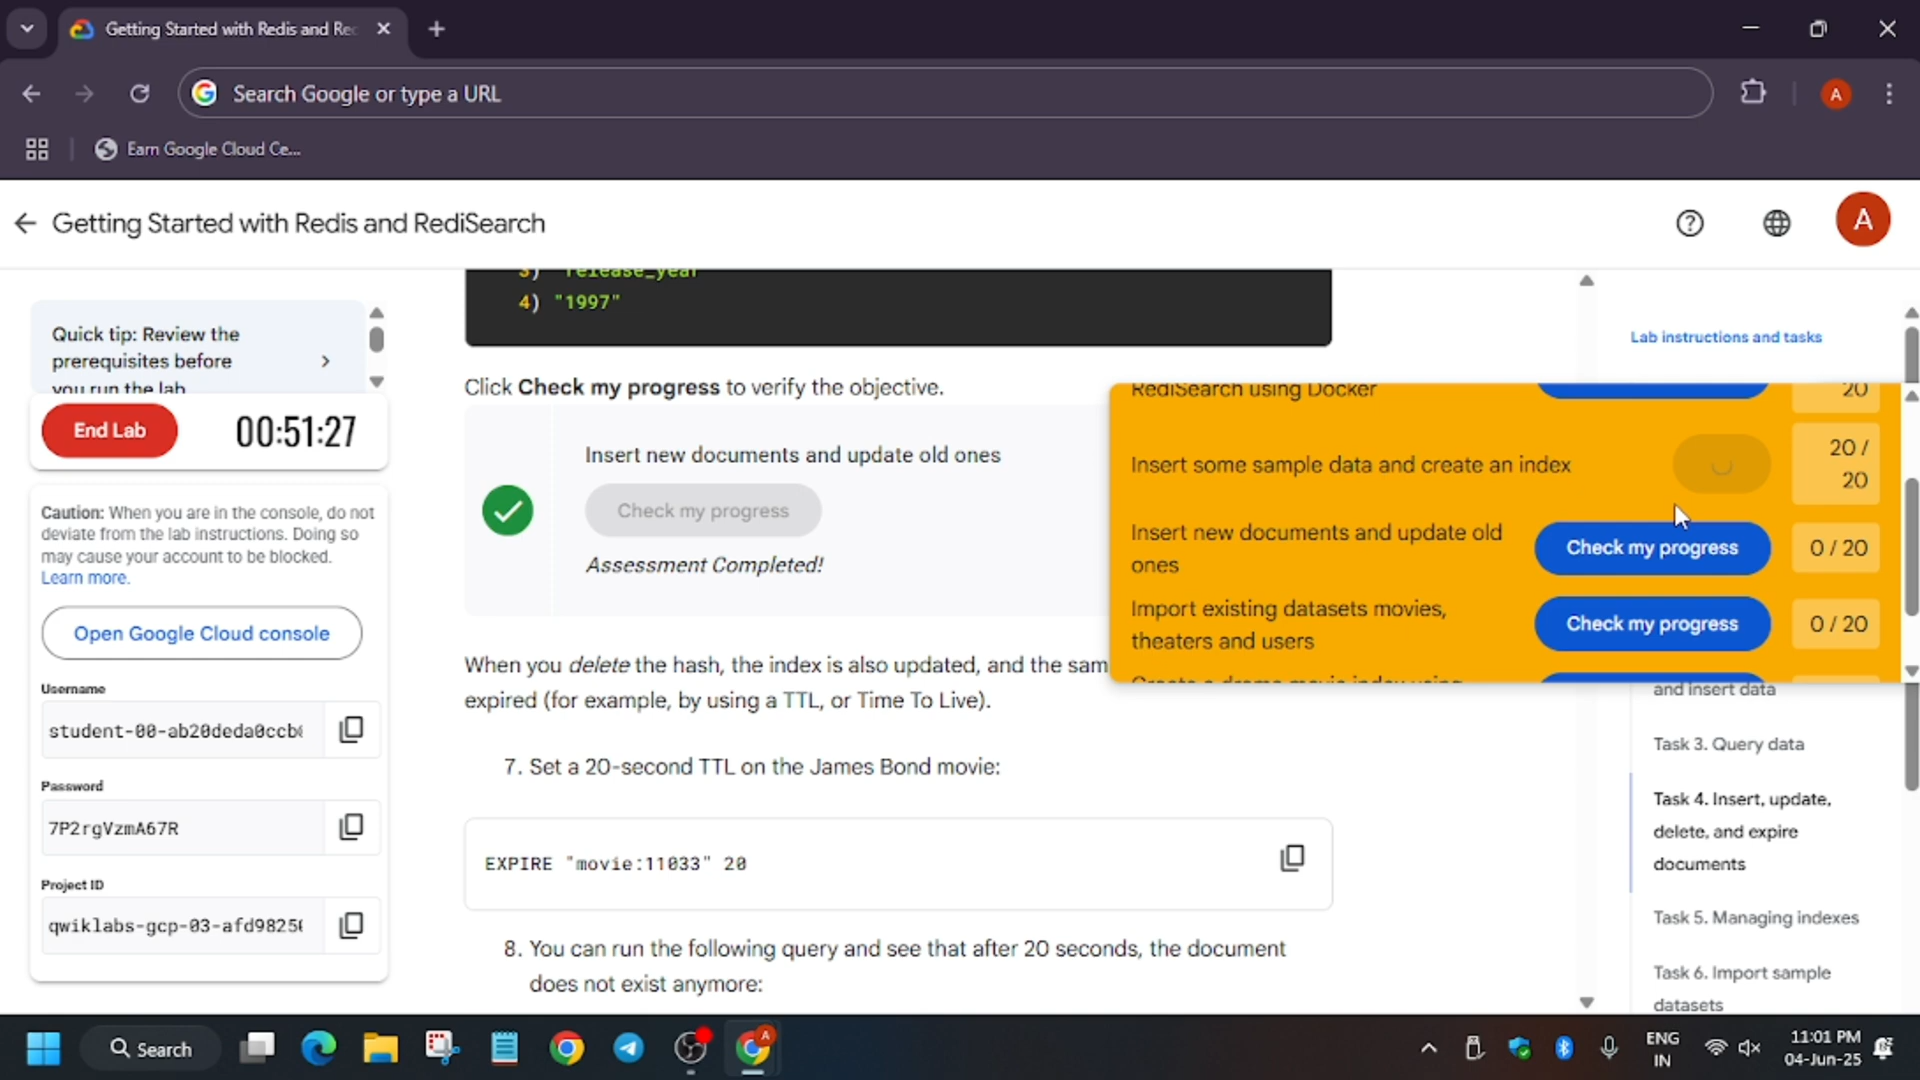 Getting Started with Redis and Rec
Search Google or type a URL
A
Earn Google Cloud Ce...
Getting Started with Redis and RediSearch
A
Quick tip: Review the
prerequisites before
you run the lab
End Lab
00:51:27
Caution: When you are in the console, do not
deviate from the lab instructions. Doing so
may cause your account to be blocked.
Learn more.
Open Google Cloud console
Username
student-00-ab20deda0ccb
Password
7P2rgVzmA67R
Project ID
qwiklabs-gcp-03-afd9825
3) "release_year"
4) "1997"
Click Check my progress to verify the objective.
Insert new documents and update old ones
Check my progress
Assessment Completed!
When you delete the hash, the index is also updated, and the sam
expired (for example, by using a TTL, or Time To Live).
7. Set a 20-second TTL on the James Bond movie:
EXPIRE "movie:11033" 20
8. You can run the following query and see that after 20 seconds, the document
does not exist anymore:
Lab instructions and tasks
RediSearch using Docker
20
Insert some sample data and create an index
20 /
20
Insert new documents and update old
ones
Check my progress
0 / 20
Import existing datasets movies,
theaters and users
Check my progress
0 / 20
Create a drama movie index using
and insert data
Task 3. Query data
Task 4. Insert, update,
delete, and expire
documents
Task 5. Managing indexes
Task 6. Import sample
datasets
Search
A
ENG
IN
11:01 PM
04-Jun-25